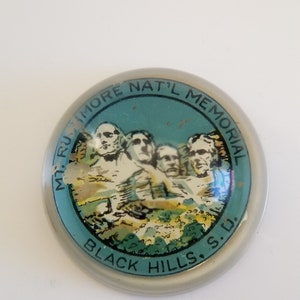 MT. RUSHMORE NAT'L MEMORIAL
BLACK HILLS, S.D.